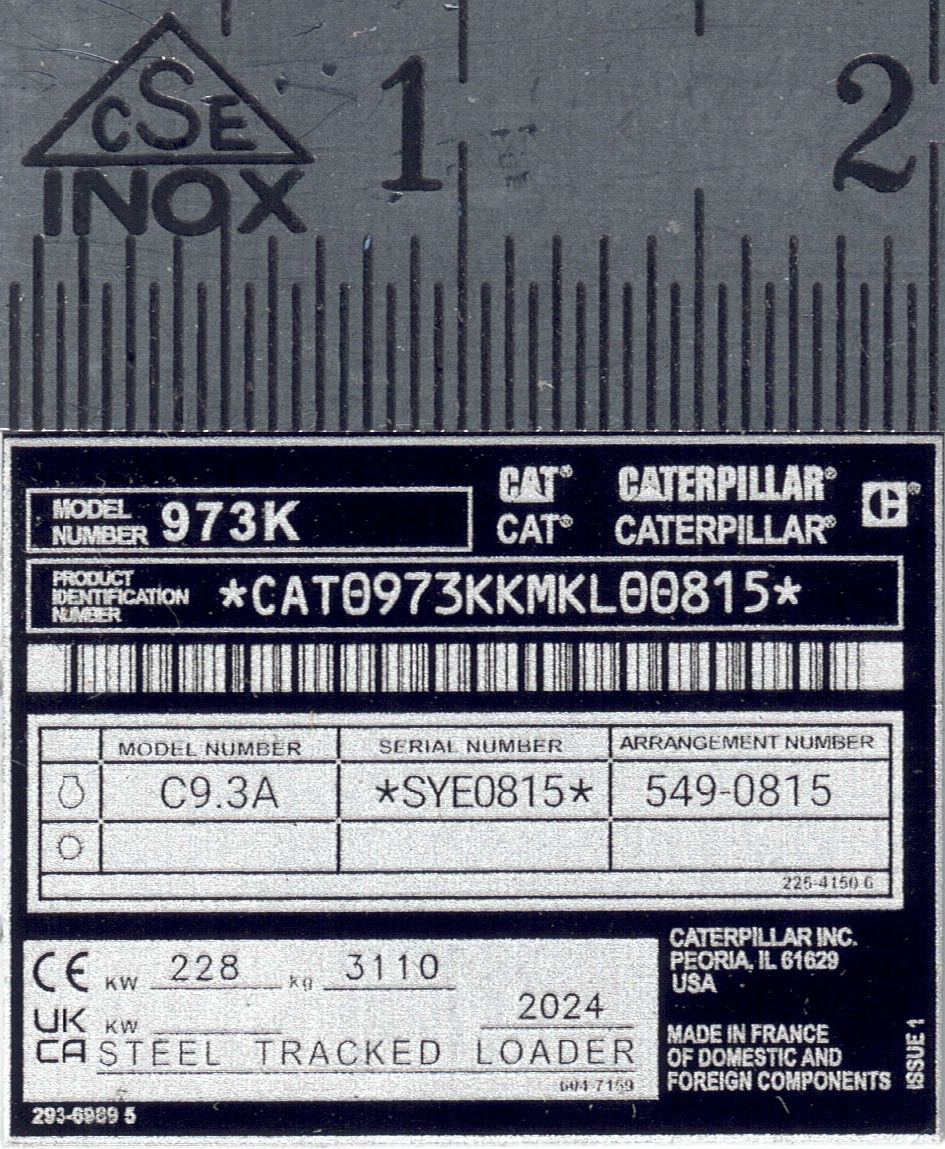 CSE
INOX
1 2
CAT® CATERPILLAR®
MODEL NUMBER 973K
CAT® CATERPILLAR®
PRODUCT IDENTIFICATION NUMBER *CAT0973KKMKL00815*
MODEL NUMBER SERIAL NUMBER ARRANGEMENT NUMBER
C9.3A *SYE0815* 549-0815
225-4150 6
CE KW 228 kg 3110
UK CA KW 2024
STEEL TRACKED LOADER
604-7159
293-6989 5
CATERPILLAR INC.
PEORIA, IL 61629
USA
MADE IN FRANCE
OF DOMESTIC AND
FOREIGN COMPONENTS
ISSUE 1